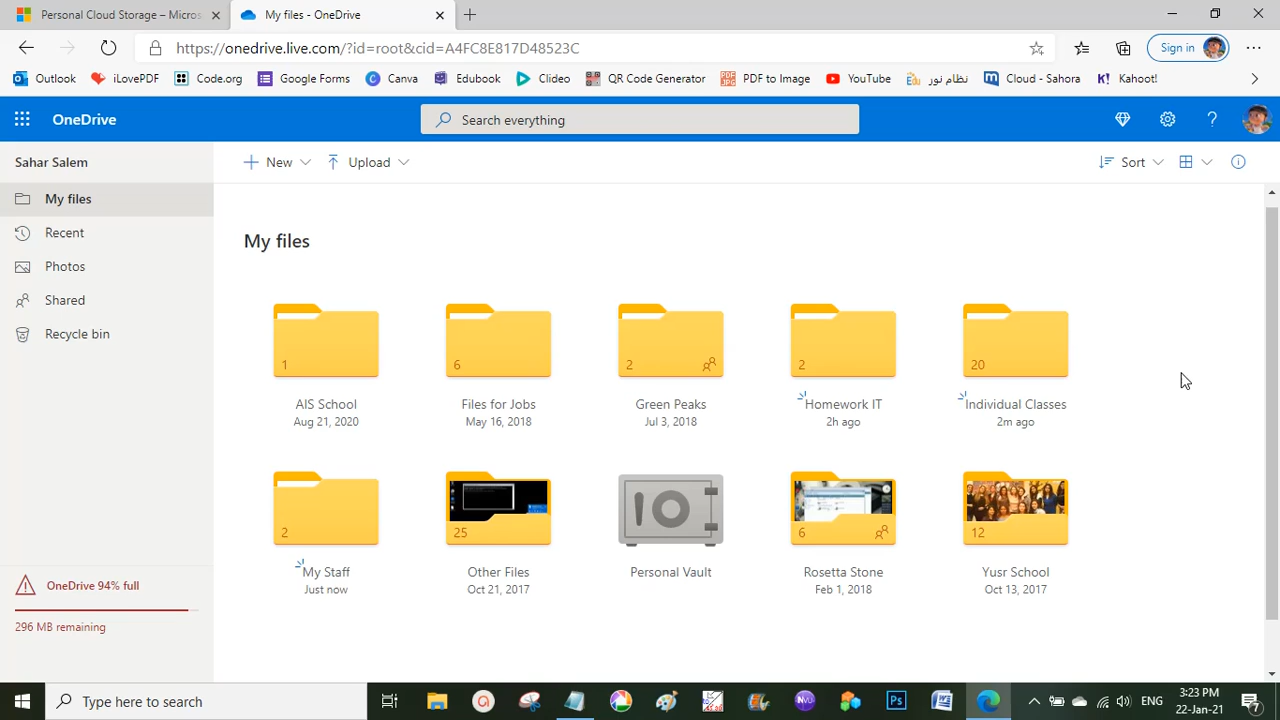 Personal Cloud Storage – Micros
My files - OneDrive
https://onedrive.live.com/?id=root&cid=A4FC8E817D48523C
Sign in
Outlook
iLovePDF
Code.org
Google Forms
Canva
Edubook
Clideo
QR Code Generator
PDF to Image
YouTube
نظام نور
Cloud - Sahora
Kahoot!
OneDrive
Search everything
Sahar Salem
New
Upload
Sort
My files
Recent
Photos
Shared
Recycle bin
My files
1
6
2
2
20
AIS School
Files for Jobs
Green Peaks
Homework IT
Individual Classes
Aug 21, 2020
May 16, 2018
Jul 3, 2018
2h ago
2m ago
2
25
6
12
My Staff
Other Files
Personal Vault
Rosetta Stone
Yusr School
Just now
Oct 21, 2017
Feb 1, 2018
Oct 13, 2017
OneDrive 94% full
296 MB remaining
Type here to search
Ps
ENG
3:23 PM
22-Jan-21
7